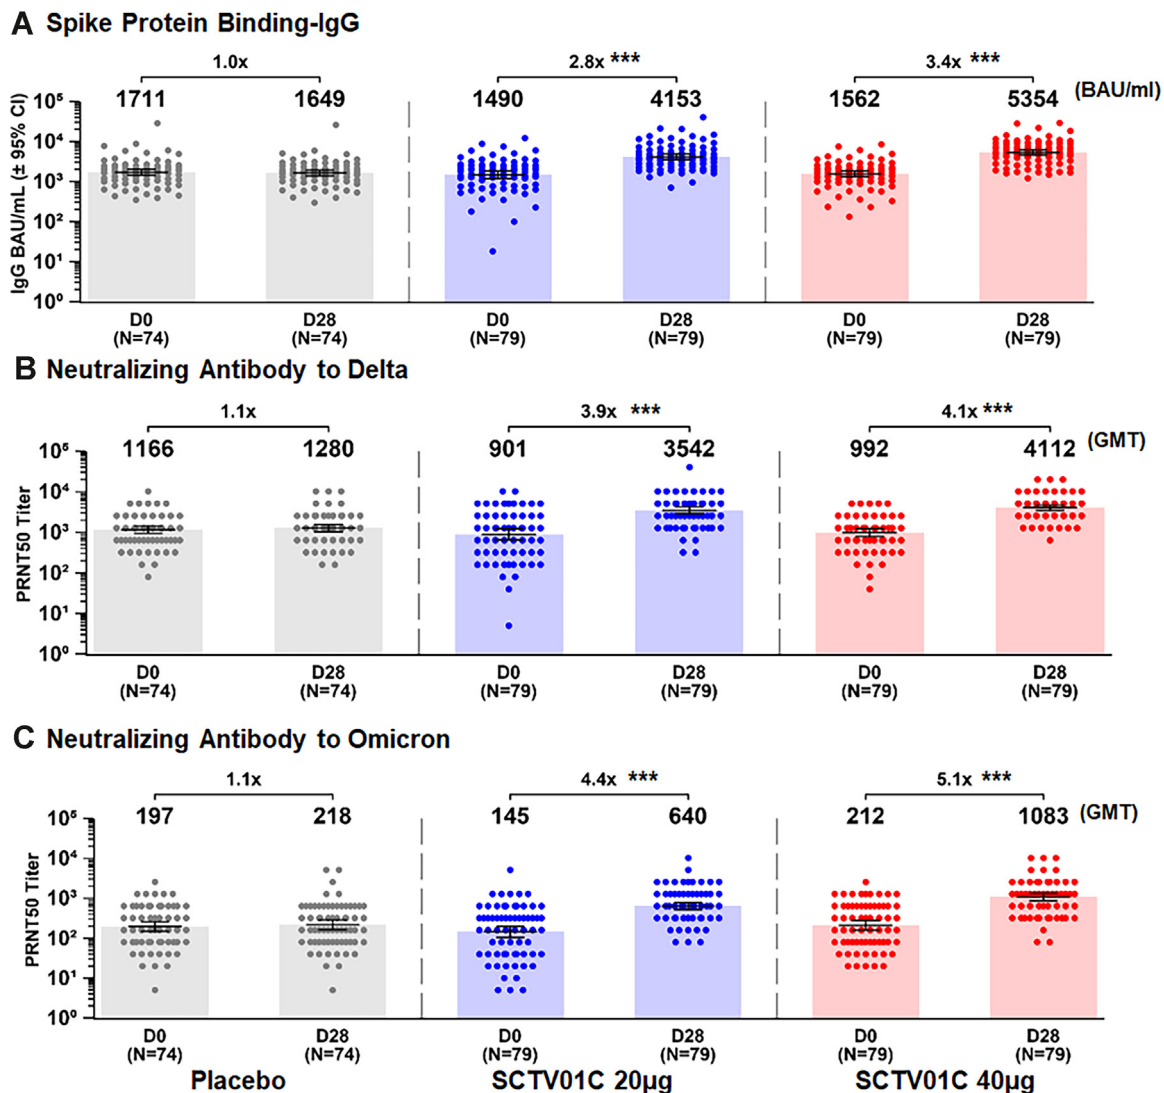 A Spike Protein Binding-IgG
1.0x 2.8x *** 3.4x ***
1711 1649 1490 4153 1562 5354 (BAU/ml)
IgG BAU/mL (± 95% CI)
10⁵
10⁴
10³
10²
10¹
10⁰
D0 D28 D0 D28 D0 D28
(N=74) (N=74) (N=79) (N=79) (N=79) (N=79)
B Neutralizing Antibody to Delta
1.1x 3.9x *** 4.1x ***
1166 1280 901 3542 992 4112 (GMT)
PRNT50 Titer
10⁵
10⁴
10³
10²
10¹
10⁰
D0 D28 D0 D28 D0 D28
(N=74) (N=74) (N=79) (N=79) (N=79) (N=79)
C Neutralizing Antibody to Omicron
1.1x 4.4x *** 5.1x ***
197 218 145 640 212 1083 (GMT)
PRNT50 Titer
10⁵
10⁴
10³
10²
10¹
10⁰
D0 D28 D0 D28 D0 D28
(N=74) (N=74) (N=79) (N=79) (N=79) (N=79)
Placebo SCTV01C 20μg SCTV01C 40μg